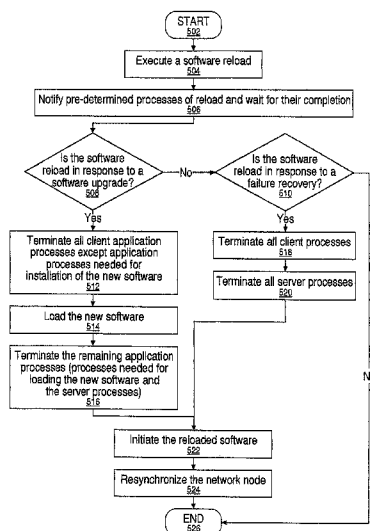 START
502
Execute a software reload
504
Notify pre-determined processes of reload and wait for their completion
506
Is the software
reload in response to a
software upgrade?
508
No
Is the software
reload in response to a
failure recovery?
510
Yes
Yes
Terminate all client application
processes except application
processes needed for
installation of the new software
512
Terminate all client processes
518
Terminate all server processes
520
Load the new software
514
Terminate the remaining application
processes (processes needed for
loading the new software and
the server processes)
516
N
Initiate the reloaded software
522
Resynchronize the network node
524
END
526